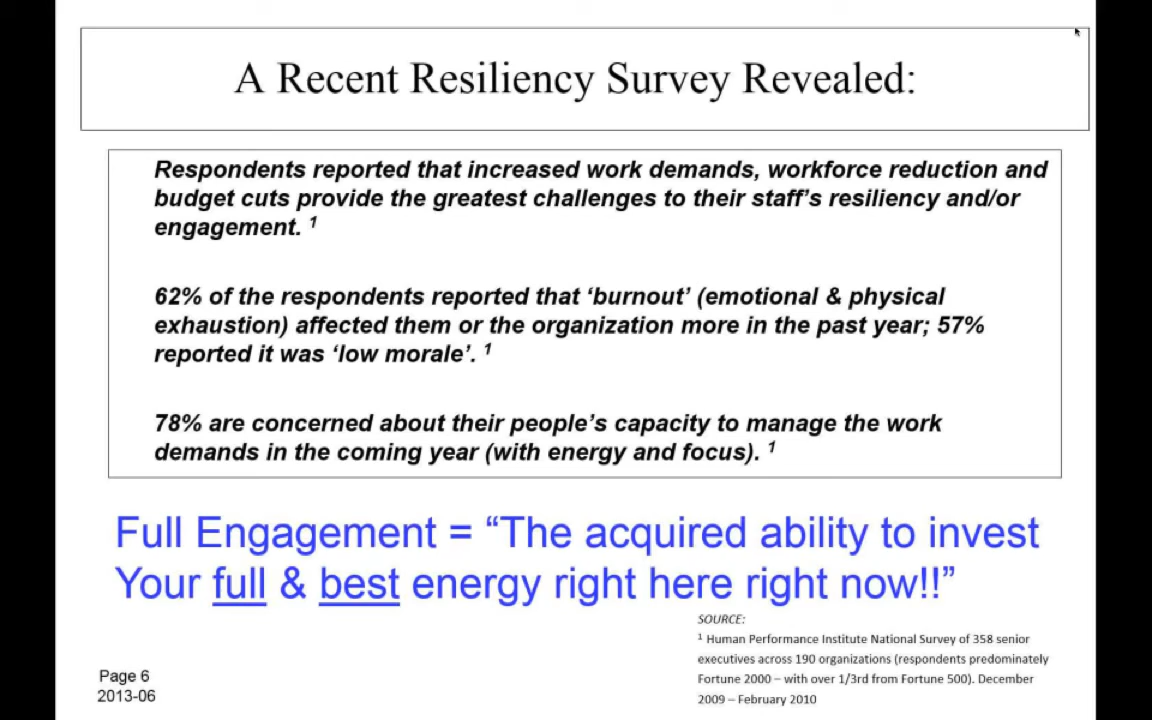 A Recent Resiliency Survey Revealed:
Respondents reported that increased work demands, workforce reduction and
budget cuts provide the greatest challenges to their staff’s resiliency and/or
engagement. ¹
62% of the respondents reported that ‘burnout’ (emotional & physical
exhaustion) affected them or the organization more in the past year; 57%
reported it was ‘low morale’. ¹
78% are concerned about their people’s capacity to manage the work
demands in the coming year (with energy and focus). ¹
Full Engagement = “The acquired ability to invest
Your full & best energy right here right now!!”
SOURCE:
¹ Human Performance Institute National Survey of 358 senior
executives across 190 organizations (respondents predominately
Fortune 2000 – with over 1/3rd from Fortune 500). December
2009 – February 2010
Page 6
2013-06